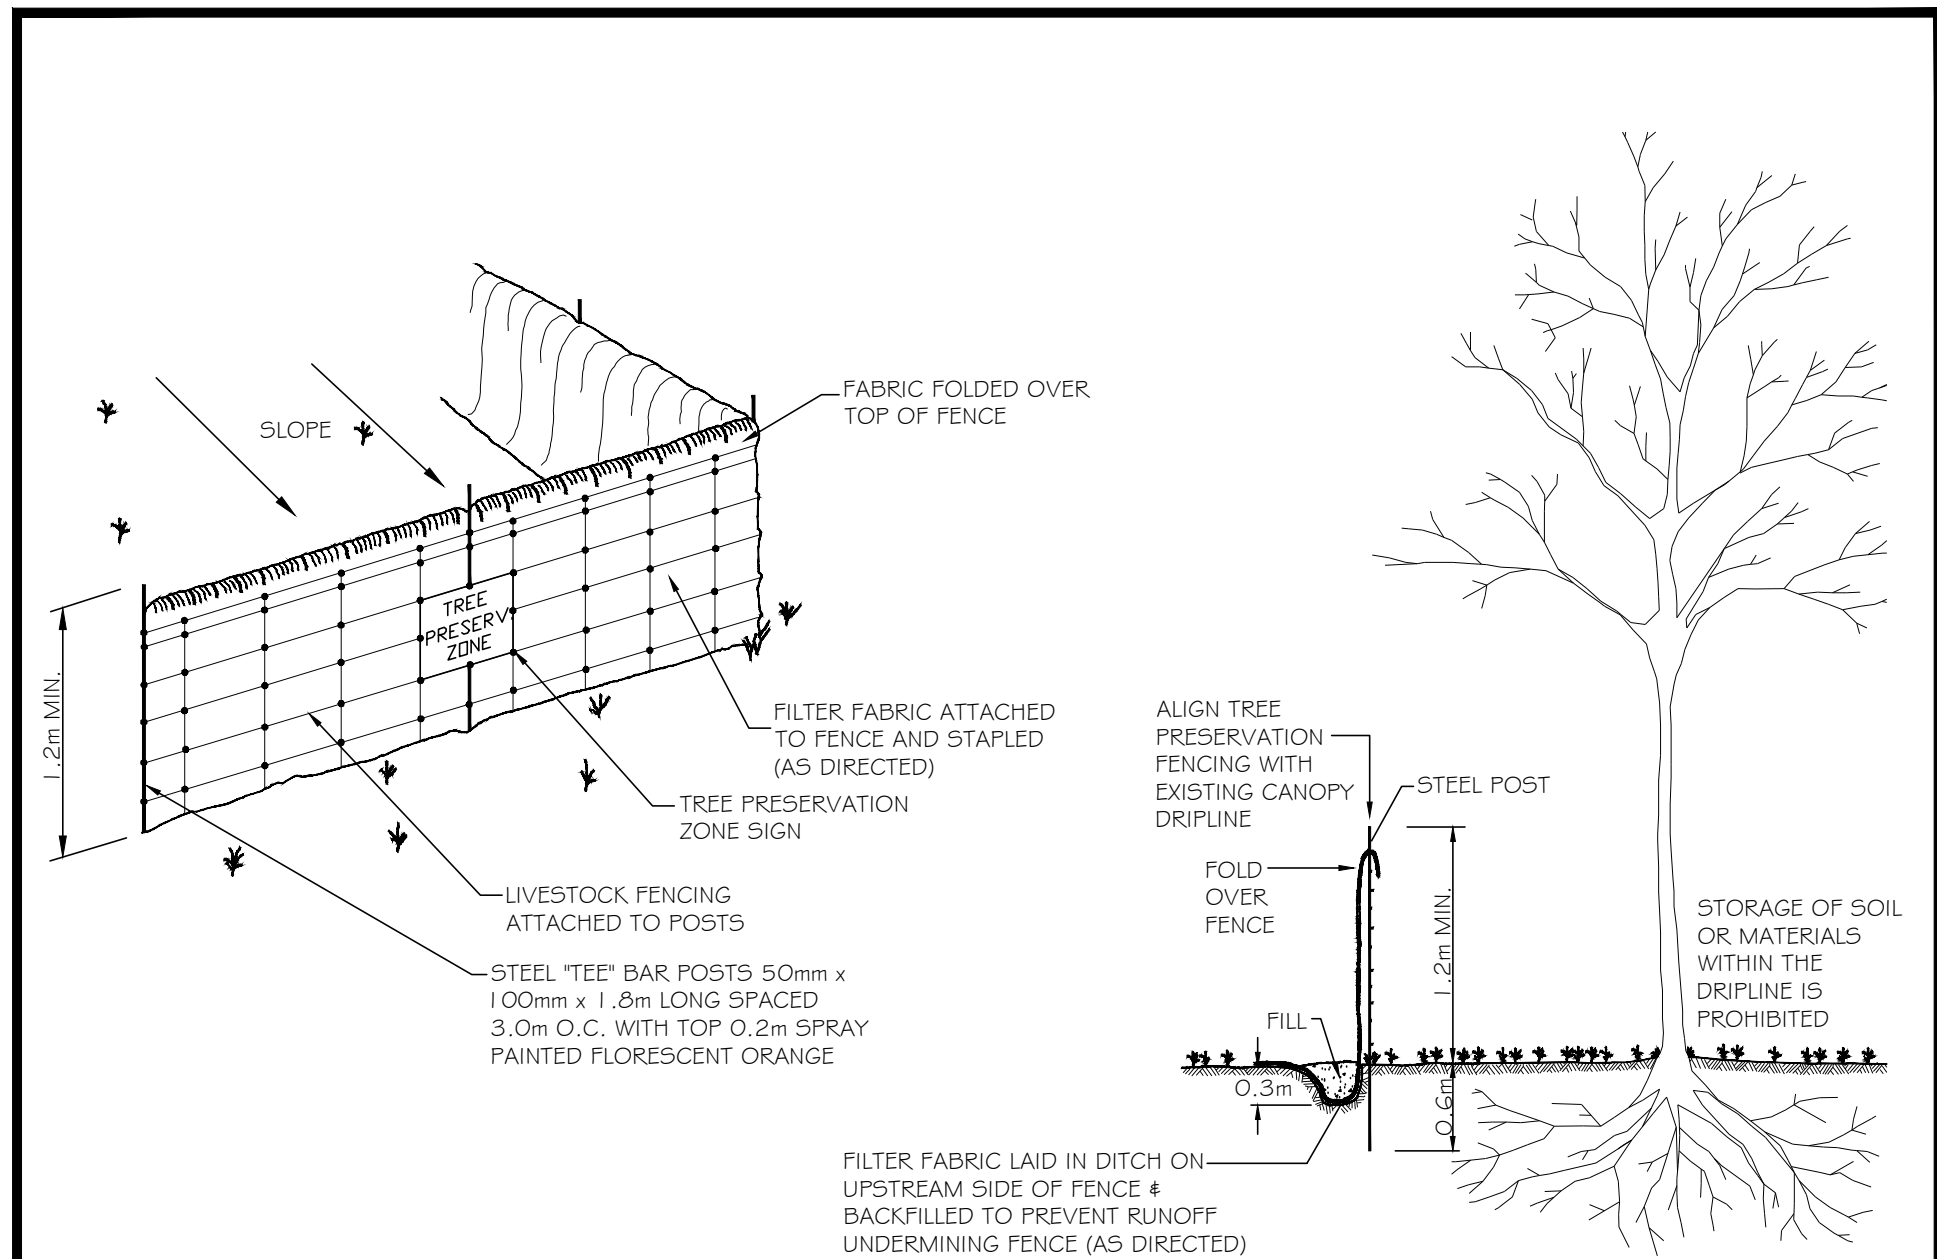 SLOPE
FABRIC FOLDED OVER
TOP OF FENCE
TREE
PRESERV
ZONE
1.2m MIN.
FILTER FABRIC ATTACHED
TO FENCE AND STAPLED
(AS DIRECTED)
TREE PRESERVATION
ZONE SIGN
LIVESTOCK FENCING
ATTACHED TO POSTS
STEEL "TEE" BAR POSTS 50mm x
100mm x 1.8m LONG SPACED
3.0m O.C. WITH TOP 0.2m SPRAY
PAINTED FLORESCENT ORANGE
ALIGN TREE
PRESERVATION
FENCING WITH
EXISTING CANOPY
DRIPLINE
STEEL POST
FOLD
OVER
FENCE
1.2m MIN.
STORAGE OF SOIL
OR MATERIALS
WITHIN THE
DRIPLINE IS
PROHIBITED
FILL
0.3m
0.6m
FILTER FABRIC LAID IN DITCH ON
UPSTREAM SIDE OF FENCE &
BACKFILLED TO PREVENT RUNOFF
UNDERMINING FENCE (AS DIRECTED)